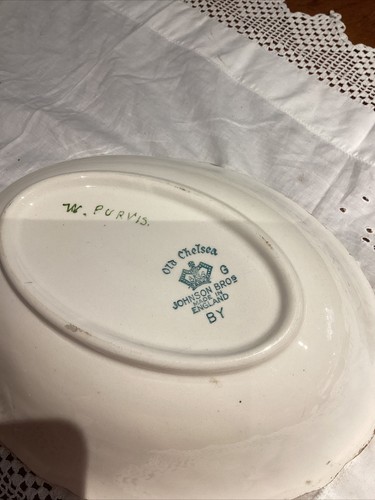 W. PURVIS.
Old Chelsea
G
JOHNSON BROS
MADE IN
ENGLAND
BY